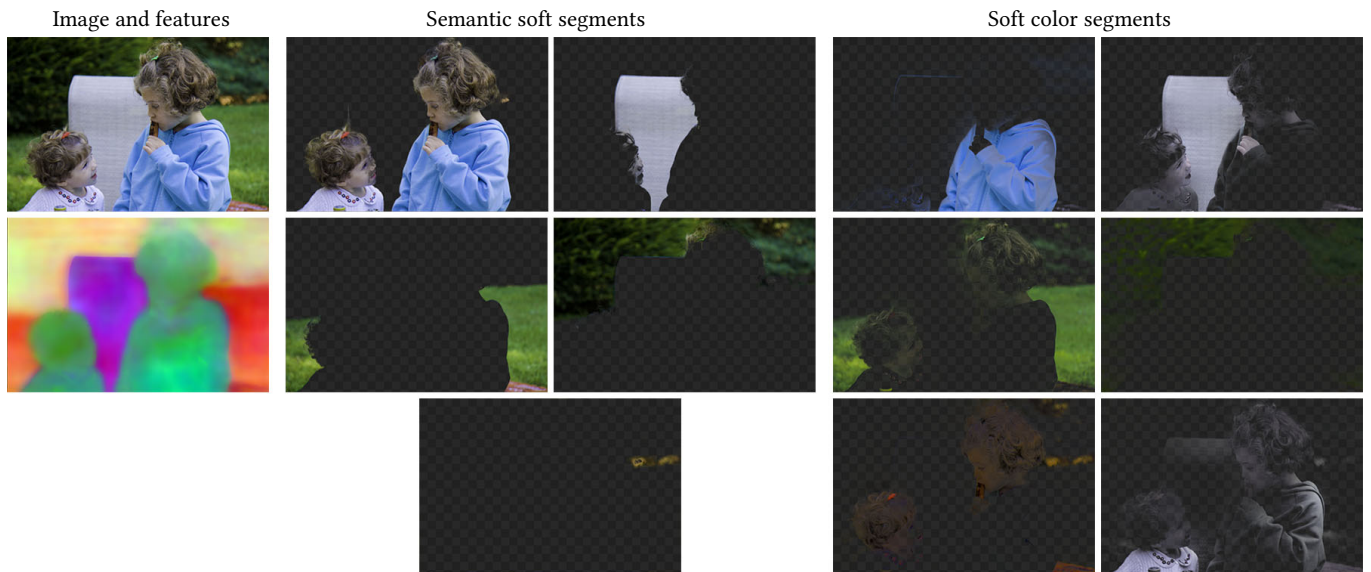 Image and features
Semantic soft segments
Soft color segments